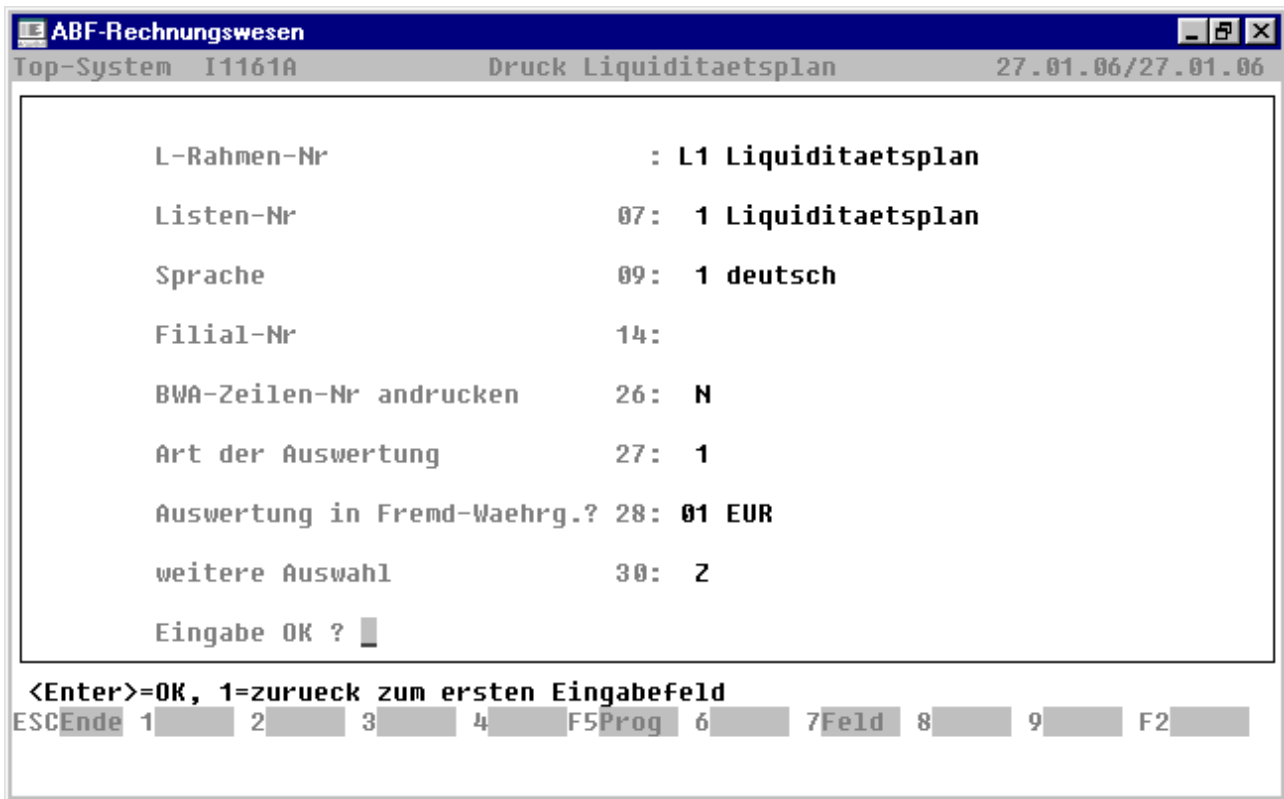 ABF-Rechnungswesen
Top-System I1161A Druck Liquiditaetsplan 27.01.06/27.01.06
L-Rahmen-Nr : L1 Liquiditaetsplan
Listen-Nr 07: 1 Liquiditaetsplan
Sprache 09: 1 deutsch
Filial-Nr 14:
BWA-Zeilen-Nr andrucken 26: N
Art der Auswertung 27: 1
Auswertung in Fremd-Waehrg.? 28: 01 EUR
weitere Auswahl 30: Z
Eingabe OK ? _
<Enter>=OK, 1=zurueck zum ersten Eingabefeld
ESCEnde 1 2 3 4 F5Prog 6 7Feld 8 9 F2